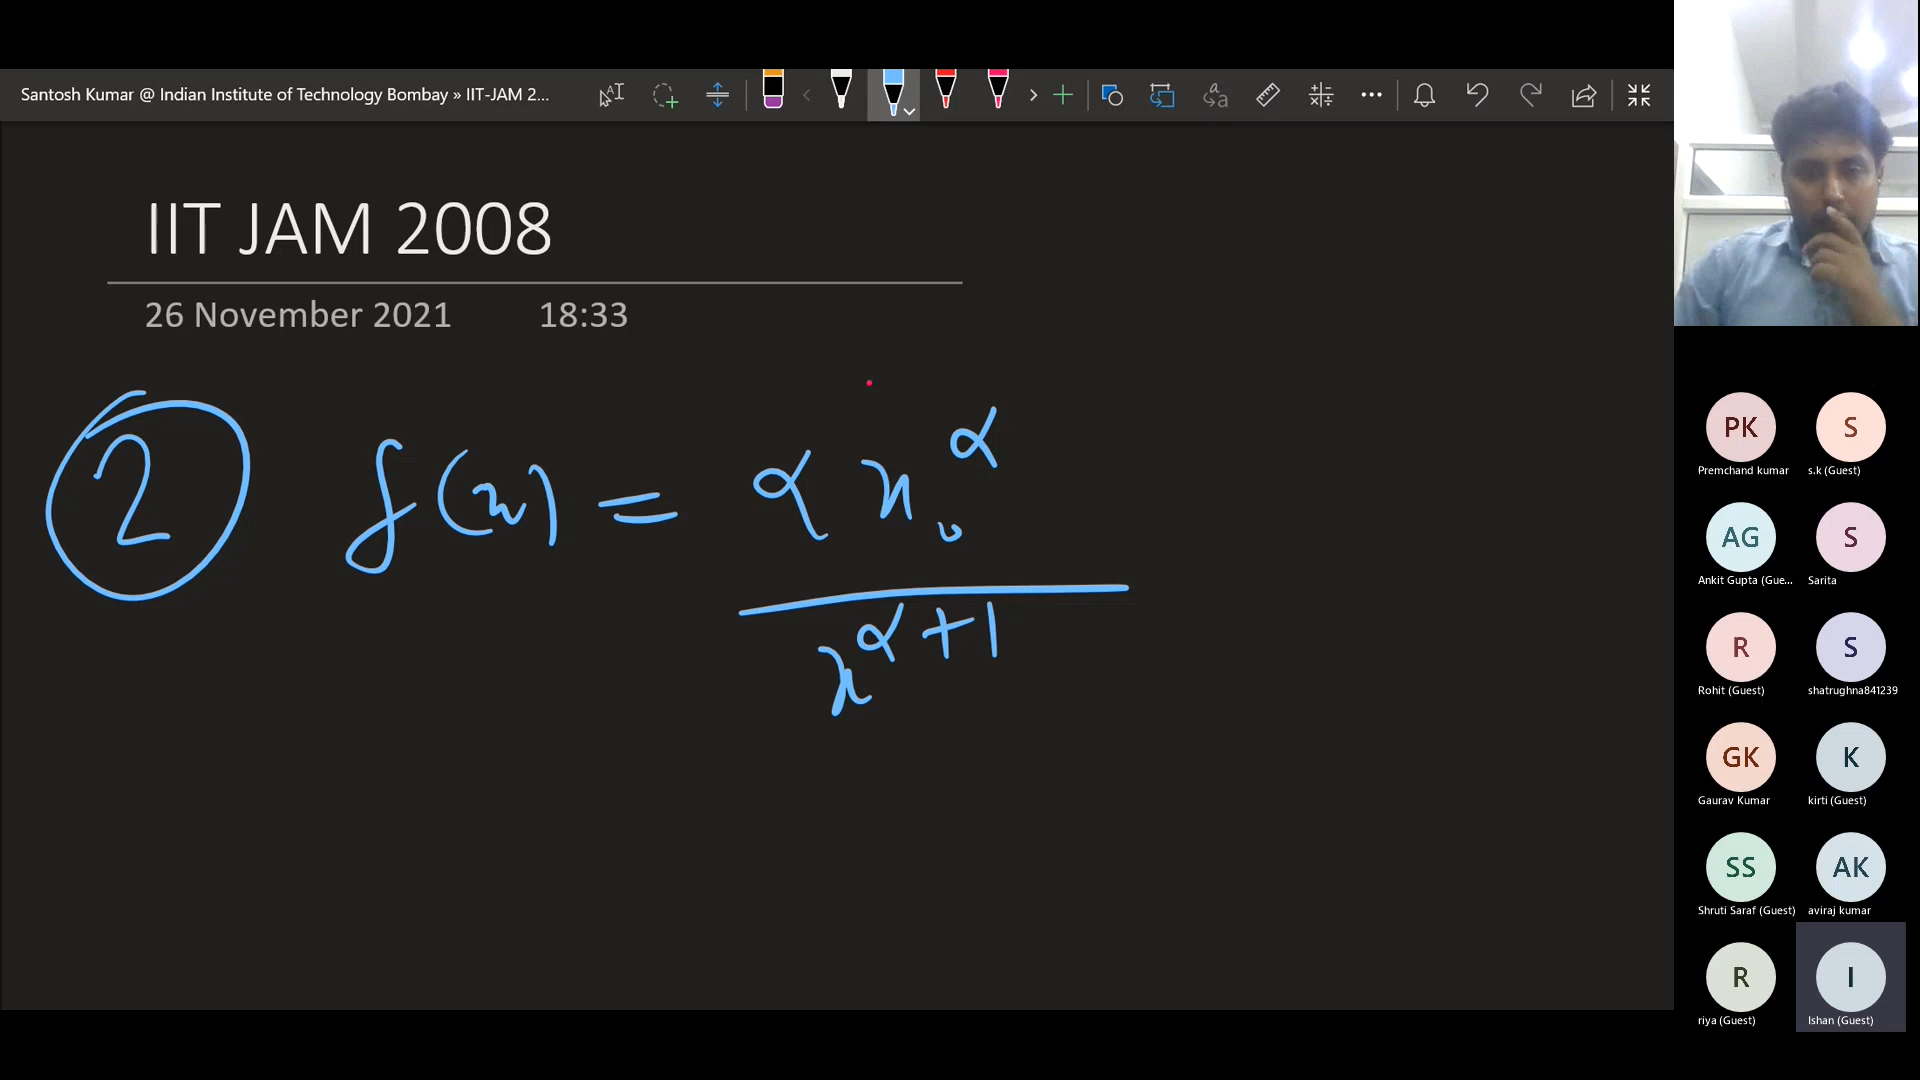 Santosh Kumar @ Indian Institute of Technology Bombay » IIT-JAM 2...
IIT JAM 2008
26 November 2021 18:33
2 f(x) = α x₀^α
x^α+1
PK S
Premchand kumar s.k (Guest)
AG S
Ankit Gupta (Gue... Sarita
R S
Rohit (Guest) shatrughna841239
GK K
Gaurav Kumar kirti (Guest)
SS AK
Shruti Saraf (Guest) aviraj kumar
R I
riya (Guest) Ishan (Guest)